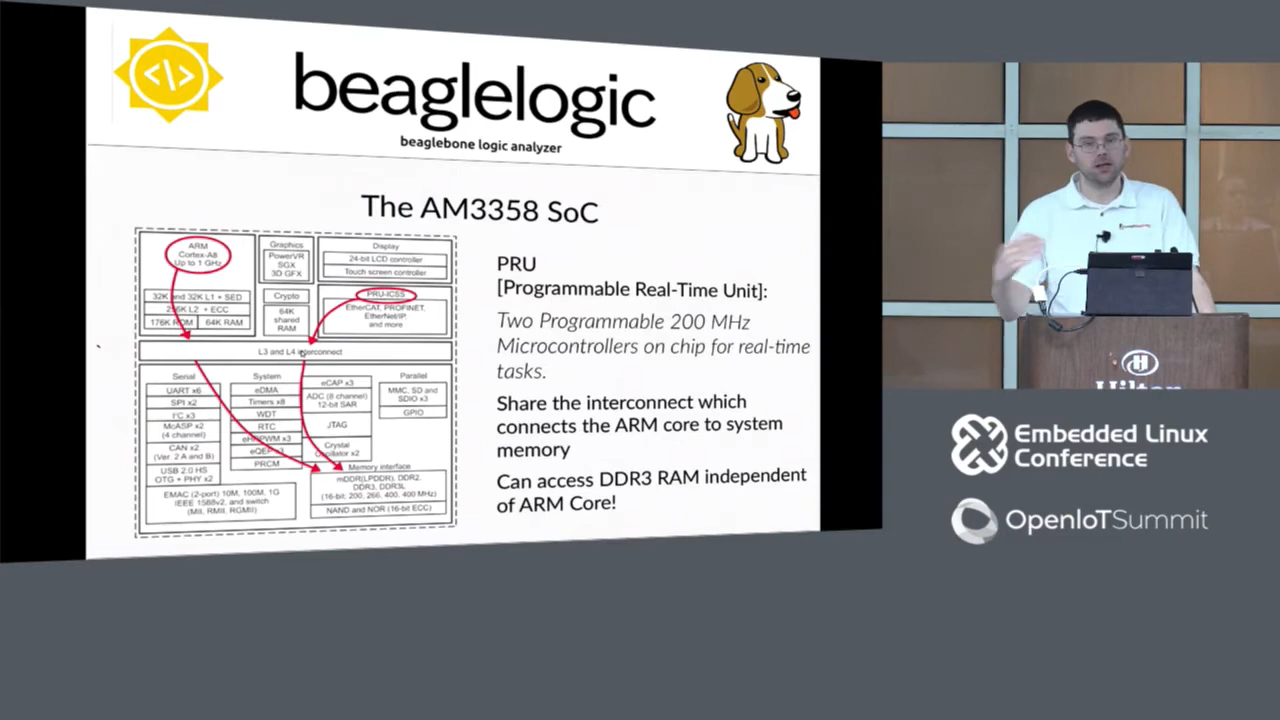 </>
beaglelogic
beaglebone logic analyzer
The AM3358 SoC
ARM
Cortex-A8
Up to 1 GHz
32K and 32K L1 + SED
256K L2 + ECC
176K ROM
64K RAM
Graphics
PowerVR
SGX
3D GFX
Crypto
64K
shared
RAM
Display
24-bit LCD controller
Touch screen controller
PRU-ICSS
EtherCAT, PROFINET,
EtherNet/IP,
and more
L3 and L4 interconnect
Serial
UART x6
SPI x2
I²C x3
McASP x2
(4 channel)
CAN x2
(Ver. 2 A and B)
USB 2.0 HS
OTG + PHY x2
EMAC (2-port) 10M, 100M, 1G
IEEE 1588v2, and switch
(MII, RMII, RGMII)
System
eDMA
Timers x8
WDT
RTC
eHRPWM x3
eQEP x3
PRCM
eCAP x3
ADC (8 channel)
12-bit SAR
JTAG
Crystal
Oscillator x2
Parallel
MMC, SD and
SDIO x3
GPIO
Memory interface
mDDR(LPDDR), DDR2,
DDR3, DDR3L
(16-bit; 200, 266, 400, 400 MHz)
NAND and NOR (16-bit ECC)
PRU
[Programmable Real-Time Unit]:
Two Programmable 200 MHz
Microcontrollers on chip for real-time
tasks.
Share the interconnect which
connects the ARM core to system
memory
Can access DDR3 RAM independent
of ARM Core!
Hilton
Embedded Linux
Conference
OpenIoTSummit